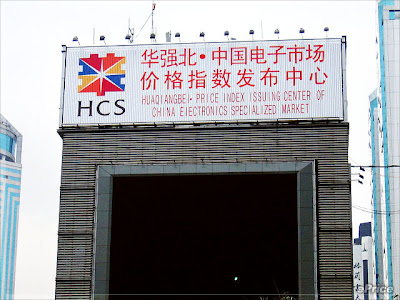 华强北·中国电子市场
价格指数发布中心
HCS
HUAQIANGBEI-PRICE INDEX ISSUING CENTER OF
CHINA ElECTRONICS SPECIALIZED MARKET